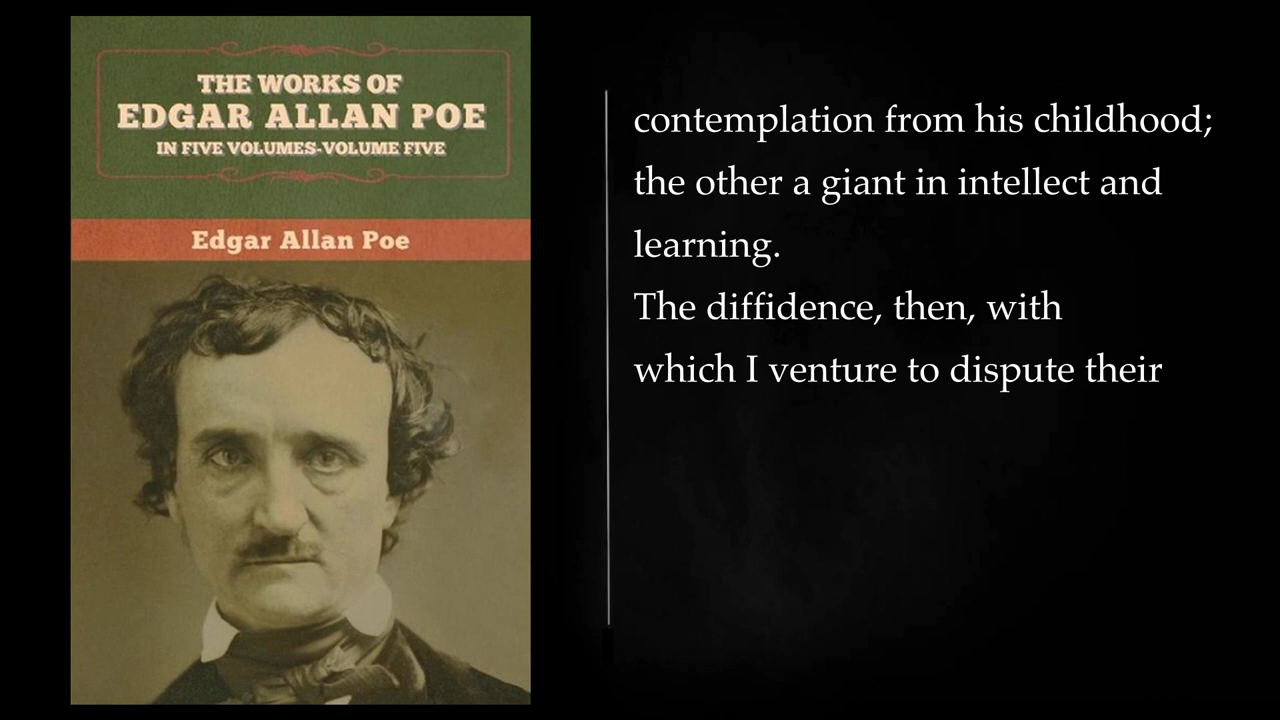 THE WORKS OF
EDGAR ALLAN POE
IN FIVE VOLUMES-VOLUME FIVE
Edgar Allan Poe
contemplation from his childhood;
the other a giant in intellect and
learning.
The diffidence, then, with
which I venture to dispute their